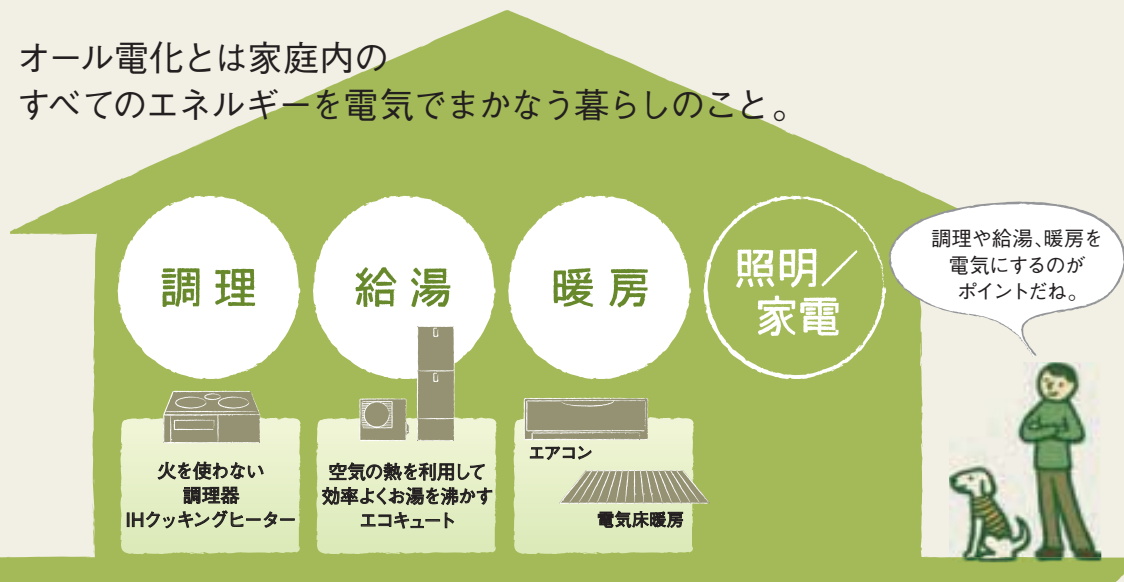 オール電化とは家庭内の
すべてのエネルギーを電気でまかなう暮らしのこと。
調理
給湯
暖房
照明／
家電
調理や給湯、暖房を
電気にするのが
ポイントだね。
火を使わない
調理器
IHクッキングヒーター
空気の熱を利用して
効率よくお湯を沸かす
エコキュート
エアコン
電気床暖房